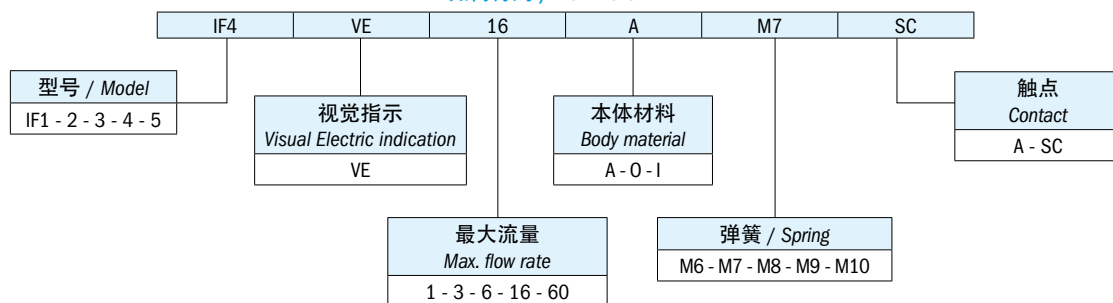 IF4 VE 16 A M7 SC
型号 / Model
IF1 - 2 - 3 - 4 - 5
视觉指示
Visual Electric indication
VE
本体材料
Body material
A - O - I
触点
Contact
A - SC
最大流量
Max. flow rate
1 - 3 - 6 - 16 - 60
弹簧 / Spring
M6 - M7 - M8 - M9 - M10